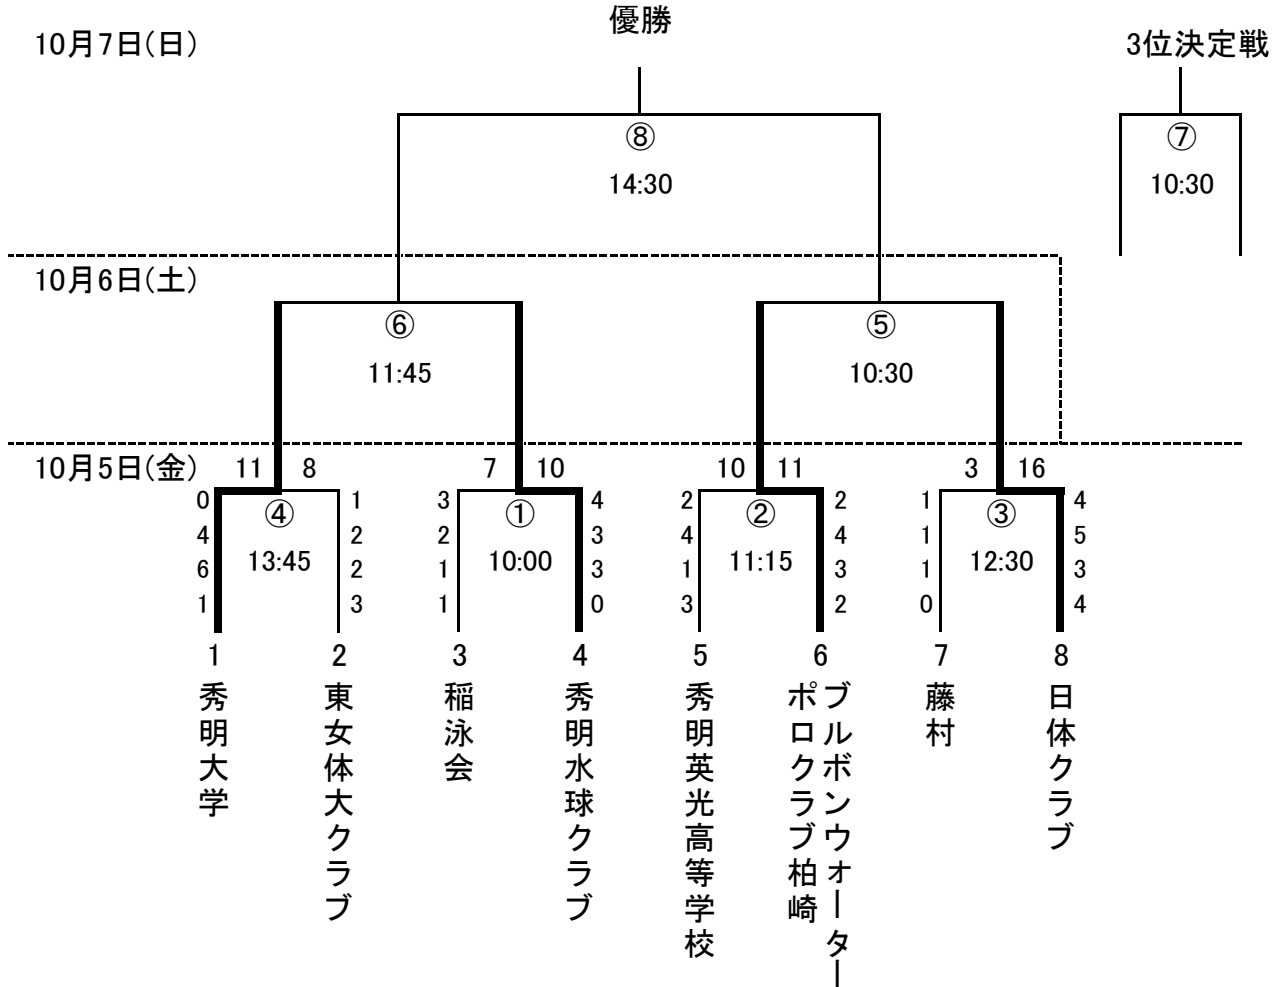 優勝
10月7日(日)
3位決定戦
⑧
⑦
14:30
10:30
10月6日(土)
⑥
⑤
11:45
10:30
10月5日(金)
11 8
7 10
10 11
3 16
0 1 3 4 2 2 1 4
④ ① ② ③
4 2 2 3 4 4 1 5
13:45 10:00 11:15 12:30
6 2 1 3 1 3 1 3
1 3 1 0 3 2 0 4
1 2 3 4 5 6 7 8
秀明大学
東女体大クラブ
稲泳会
秀明水球クラブ
秀明英光高等学校
ブルボンウォーター
ポロクラブ柏崎
藤村
日体クラブ